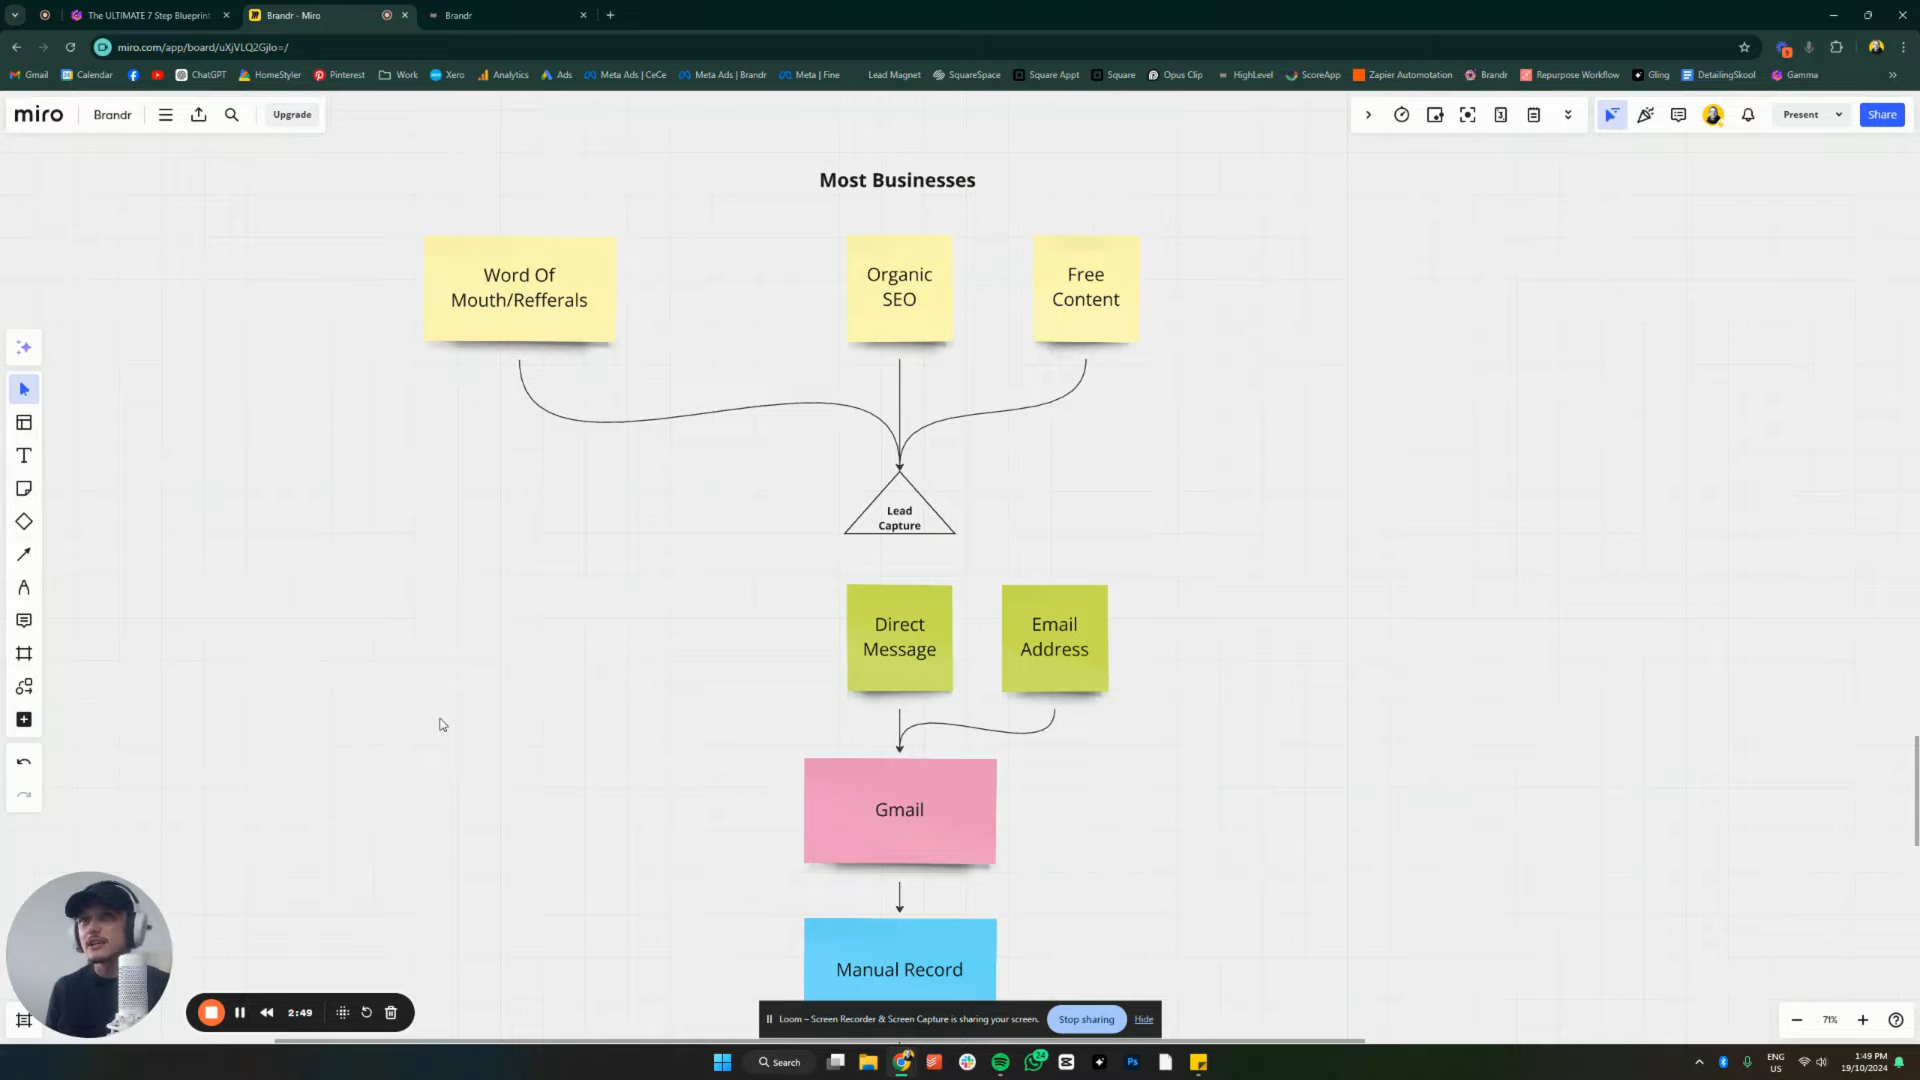 The ULTIMATE 7 Step Blueprint
Brandr - Miro
Brandr
miro.com/app/board/uXjVLQ2GjIo=/
Gmail
Calendar
ChatGPT
HomeStyler
Pinterest
Work
Xero
Analytics
Ads
Meta Ads | CeCe
Meta Ads | Brandr
Meta | Fine
Lead Magnet
SquareSpace
Square Appt
Square
Opus Clip
HighLevel
ScoreApp
Zapier Automotation
Brandr
Repurpose Workflow
Gling
DetailingSkool
Gamma
miro
Brandr
Upgrade
Present
Share
Most Businesses
Word Of
Mouth/Refferals
Organic
SEO
Free
Content
Lead
Capture
Direct
Message
Email
Address
Gmail
Manual Record
2:49
Loom – Screen Recorder & Screen Capture is sharing your screen.
Stop sharing
Hide
71%
Search
24
Ps
ENG
US
1:49 PM
19/10/2024